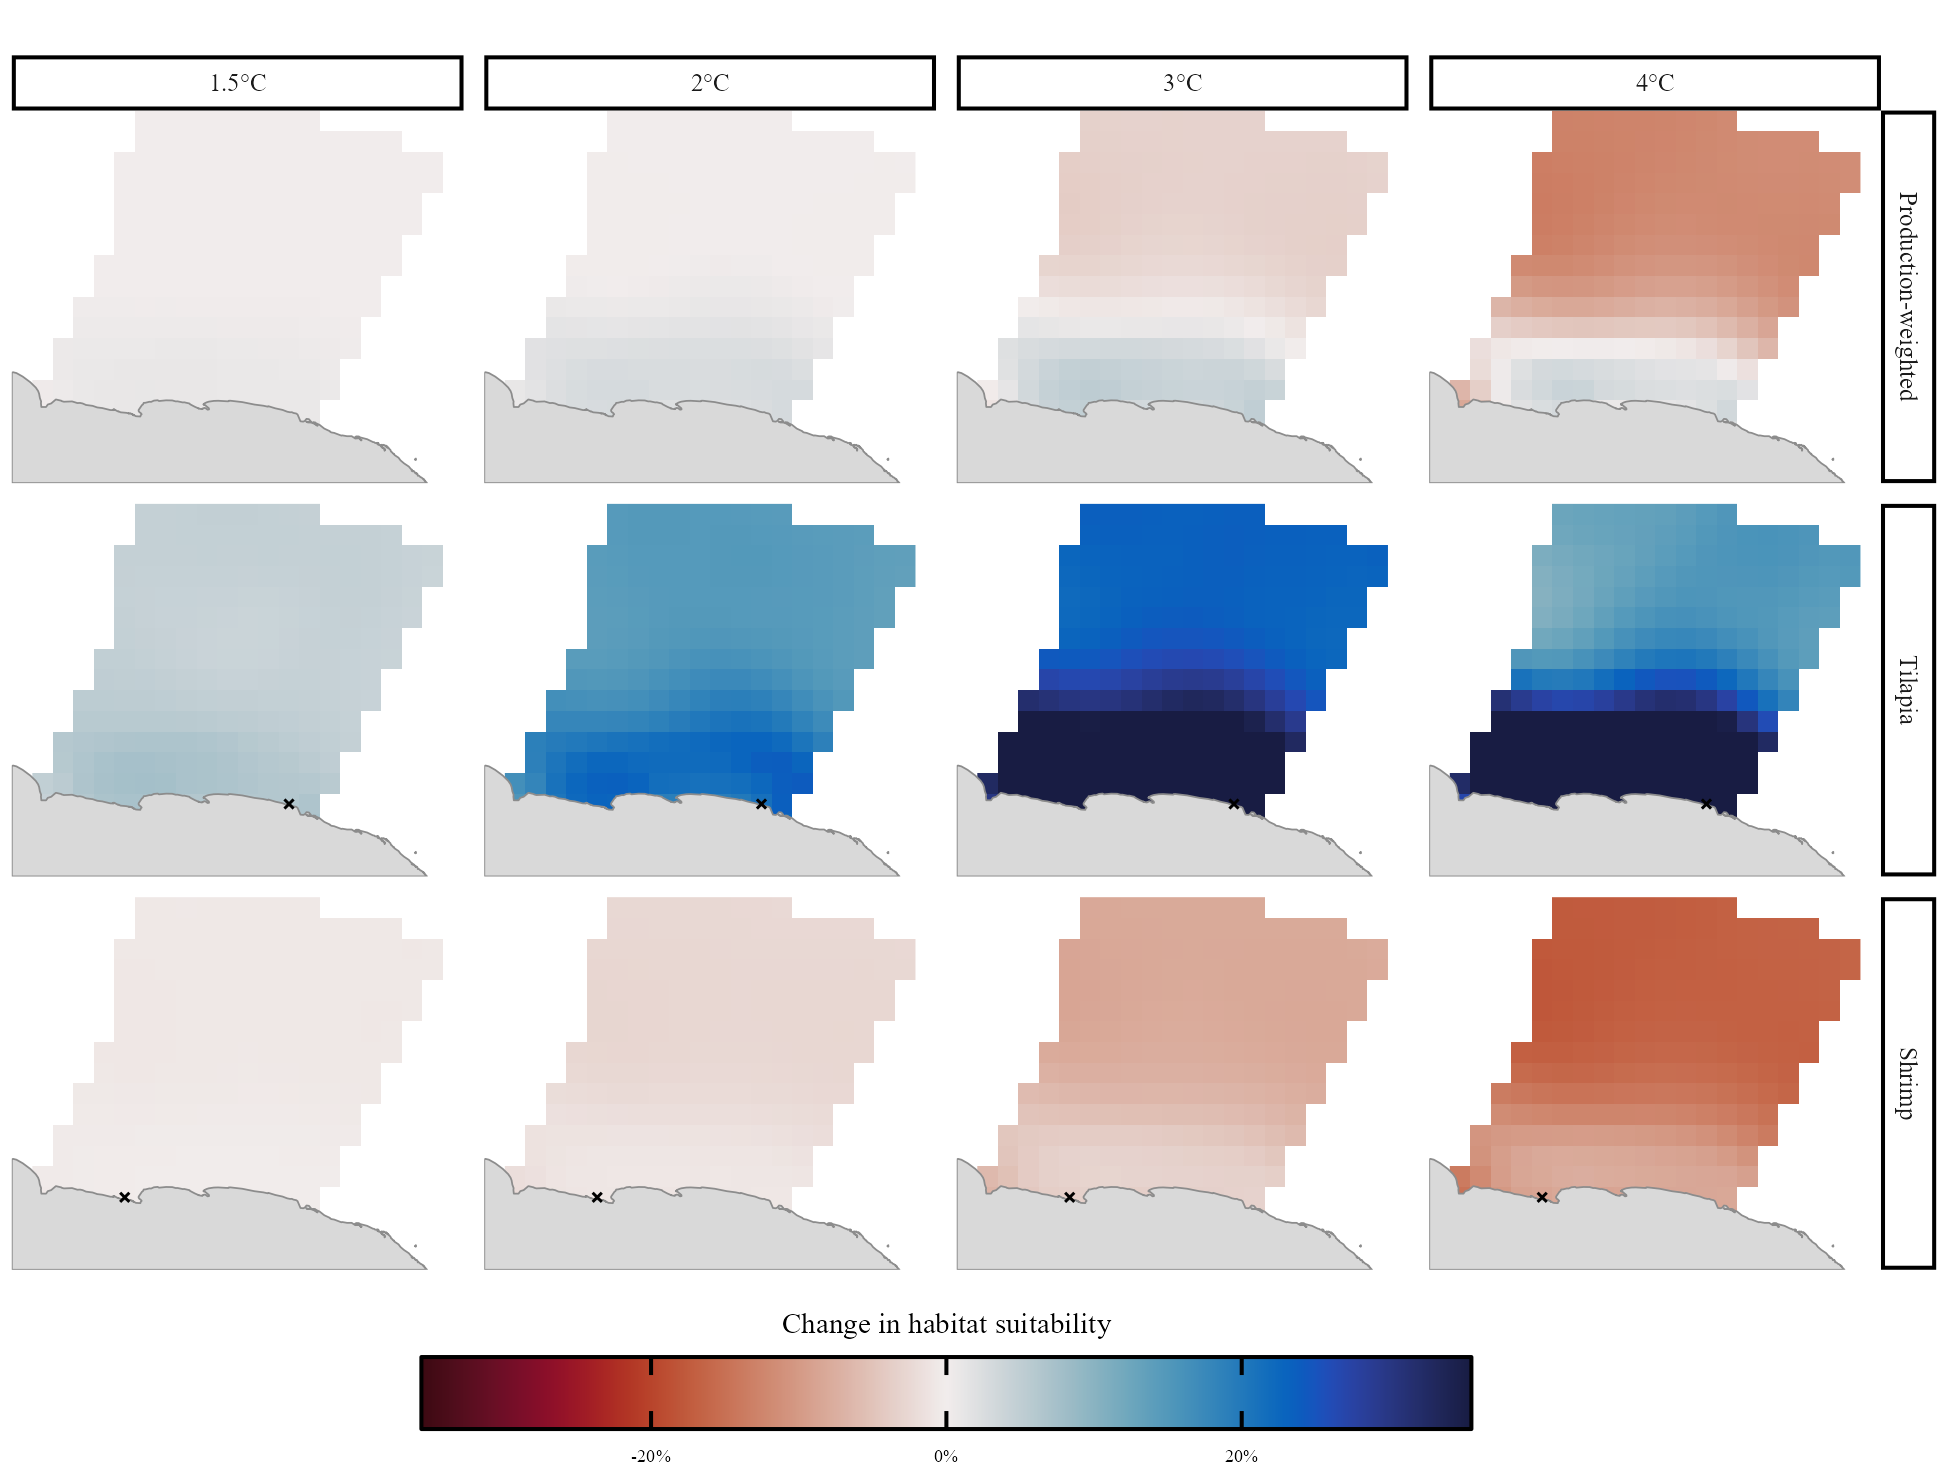 1.5°C
2°C
3°C
4°C
Production-weighted
Tilapia
Shrimp
Change in habitat suitability
-20%
0%
20%